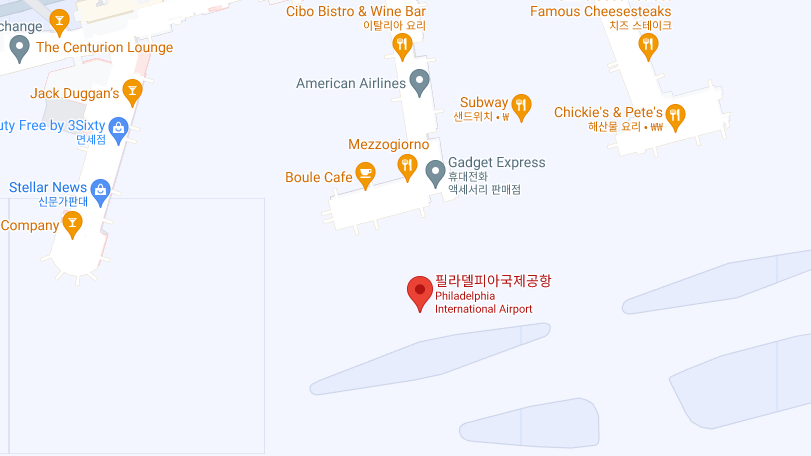 Cibo Bistro & Wine Bar
이탈리아 요리
Famous Cheesesteaks
치즈 스테이크
change
The Centurion Lounge
American Airlines
Jack Duggan's
Subway
샌드위치 • ₩
Chickie's & Pete's
해산물 요리 • ₩₩
uty Free by 3Sixty
면세점
Mezzogiorno
Boule Cafe
Gadget Express
휴대전화
액세서리 판매점
Stellar News
신문가판대
Company
필라델피아국제공항
Philadelphia
International Airport